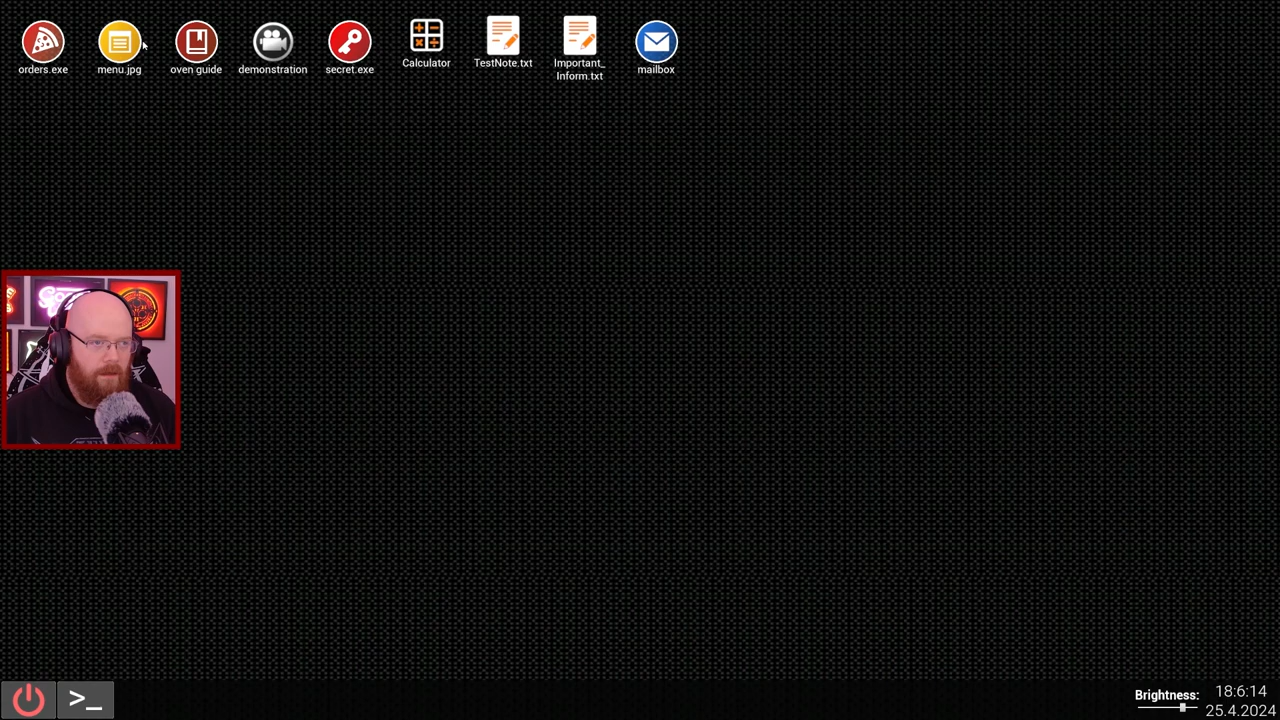 orders.exe
menu.jpg
oven guide
demonstration
secret.exe
Calculator
TestNote.txt
Important_
Inform.txt
mailbox
>_
Brightness:
18:6:14
25.4.2024